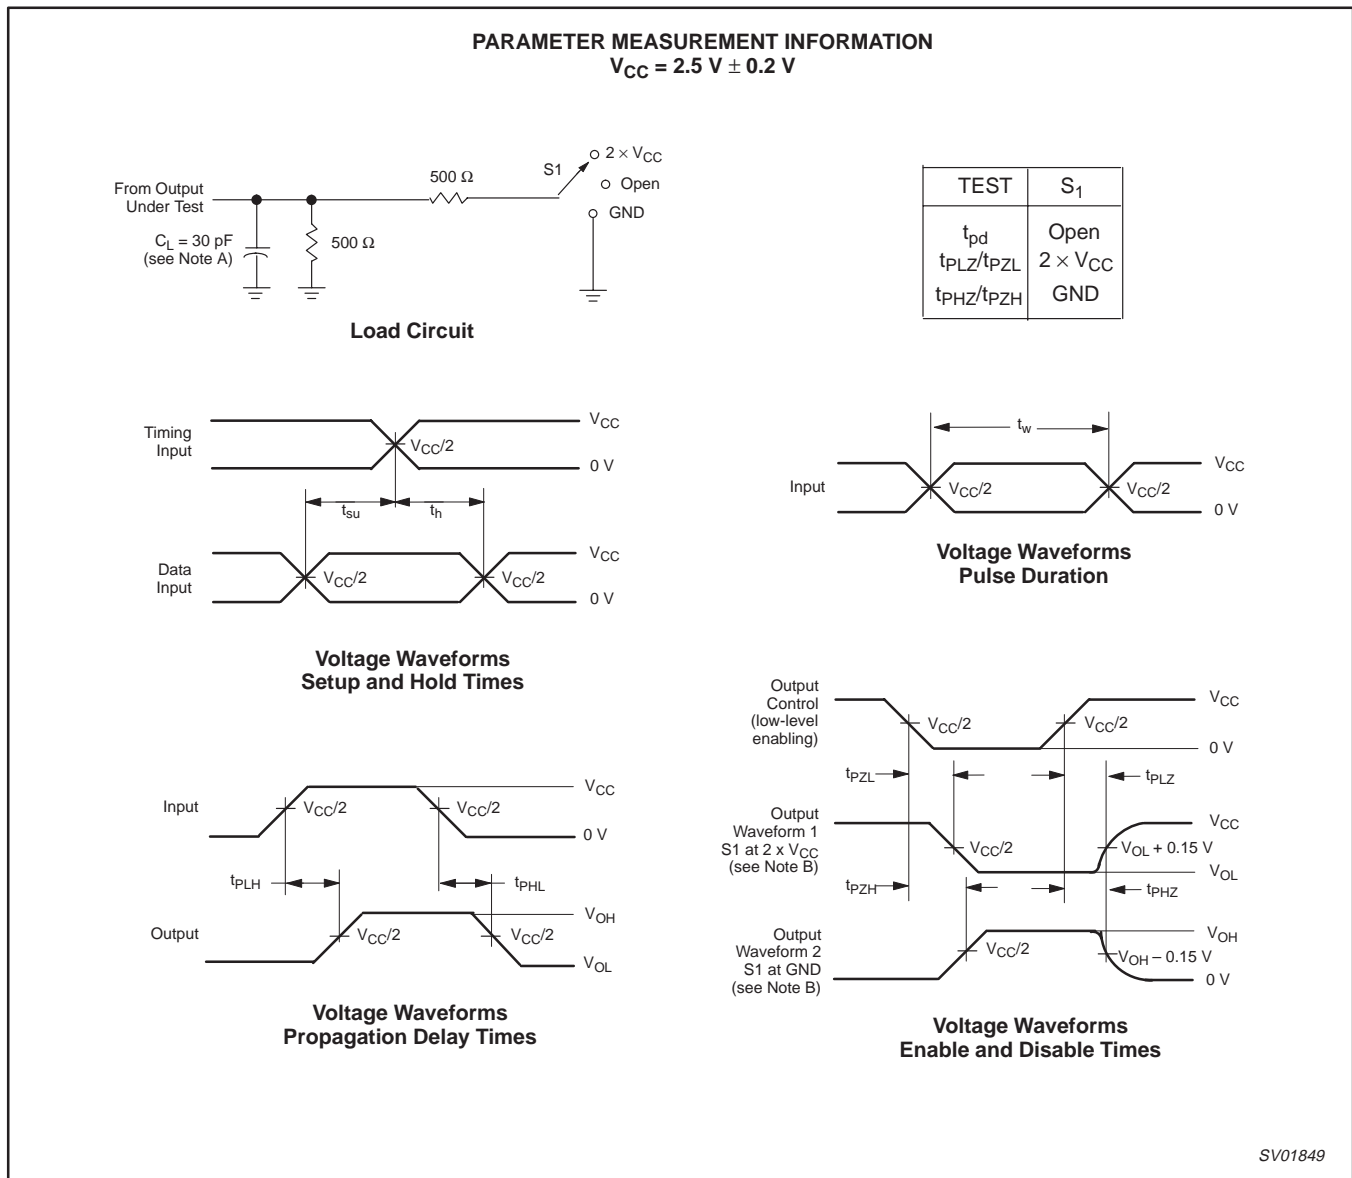 PARAMETER MEASUREMENT INFORMATION
VCC = 2.5 V ± 0.2 V
From Output
Under Test
CL = 30 pF
(see Note A)
500 Ω
500 Ω
S1
2 × VCC
Open
GND
Load Circuit
TEST S1
tpd Open
tPLZ/tPZL 2 × VCC
tPHZ/tPZH GND
Timing
Input
VCC/2
VCC
0 V
tsu
th
Data
Input
VCC/2
VCC/2
VCC
0 V
Voltage Waveforms
Setup and Hold Times
tw
Input
VCC/2
VCC/2
VCC
0 V
Voltage Waveforms
Pulse Duration
Input
VCC/2
VCC/2
VCC
0 V
tPLH
tPHL
Output
VCC/2
VCC/2
VOH
VOL
Voltage Waveforms
Propagation Delay Times
Output
Control
(low-level
enabling)
VCC/2
VCC/2
VCC
0 V
tPZL
tPLZ
Output
Waveform 1
S1 at 2 x VCC
(see Note B)
VCC/2
VCC
VOL + 0.15 V
VOL
tPZH
tPHZ
Output
Waveform 2
S1 at GND
(see Note B)
VCC/2
VOH
VOH – 0.15 V
0 V
Voltage Waveforms
Enable and Disable Times
SV01849